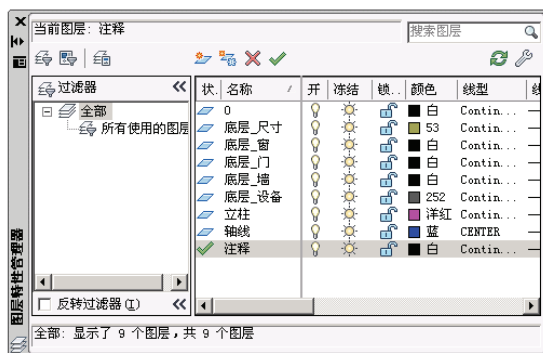 当前图层: 注释
搜索图层
过滤器
全部
所有使用的图层
反转过滤器(I)
状. 名称 开 冻结 锁.. 颜色 线型
0 白 Contin...
底层_尺寸 53 Contin...
底层_窗 白 Contin...
底层_门 白 Contin...
底层_墙 白 Contin...
底层_设备 252 Contin...
立柱 洋红 Contin...
轴线 蓝 CENTER
注释 白 Contin...
全部: 显示了 9 个图层，共 9 个图层
图层特性管理器